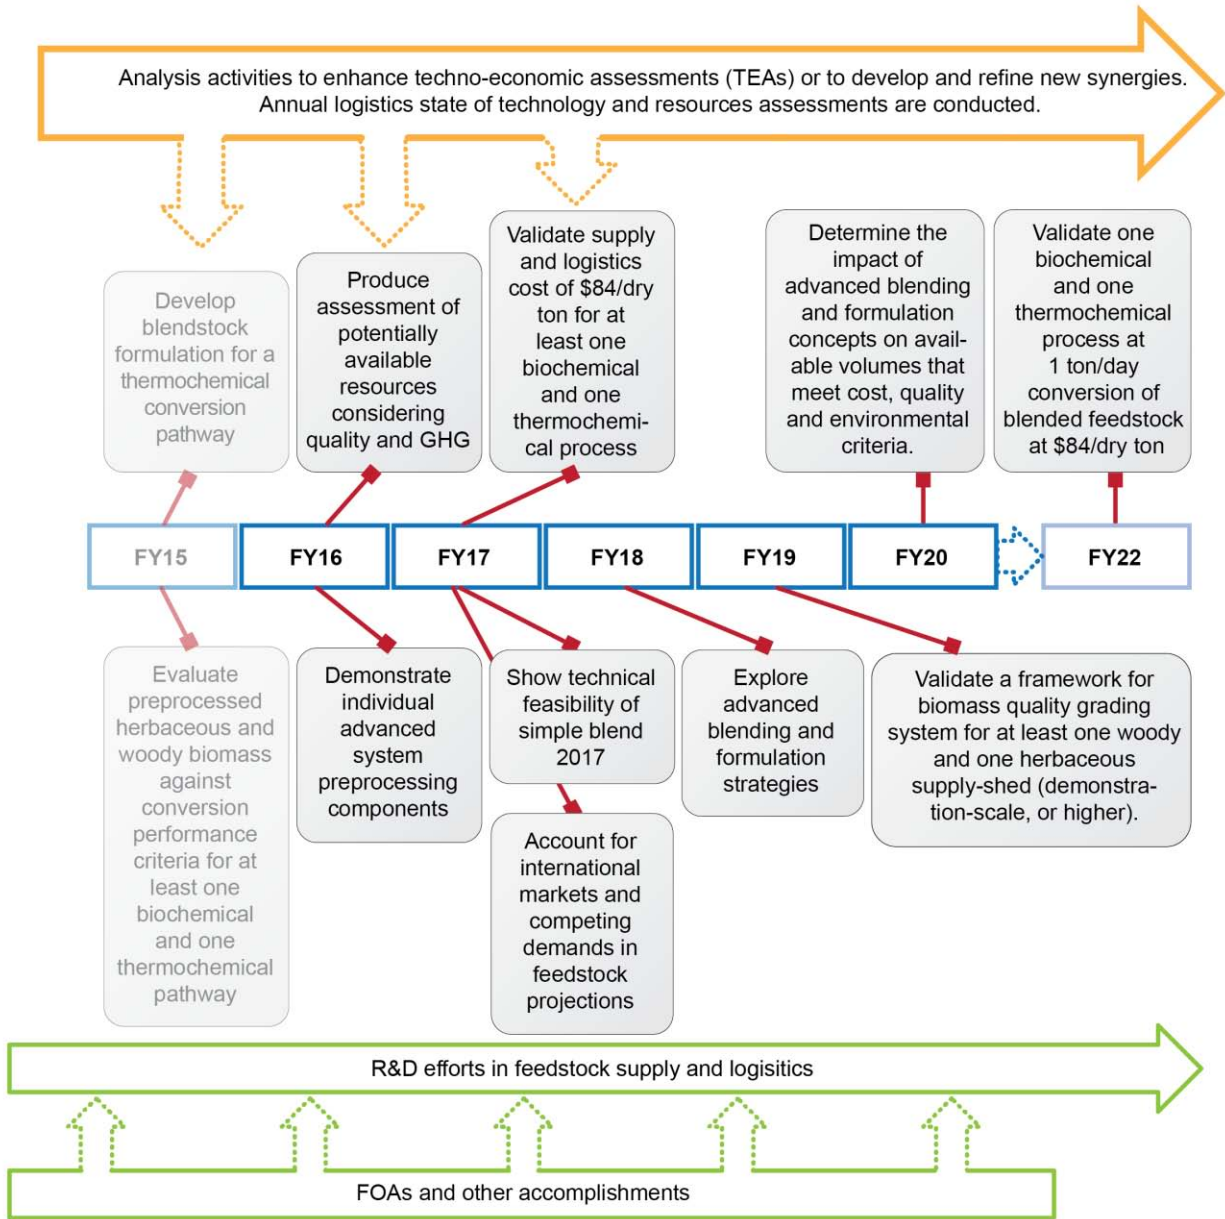 Analysis activities to enhance techno-economic assessments (TEAs) or to develop and refine new synergies.
Annual logistics state of technology and resources assessments are conducted.
Develop
blendstock
formulation for a
thermochemical
conversion
pathway
Produce
assessment of
potentially
available
resources
considering
quality and GHG
Validate supply
and logistics
cost of $84/dry
ton for at
least one
biochemical
and one
thermochemi-
cal process
Determine the
impact of
advanced blending
and formulation
concepts on avail-
able volumes that
meet cost, quality
and environmental
criteria.
Validate one
biochemical
and one
thermochemical
process at
1 ton/day
conversion of
blended feedstock
at $84/dry ton
FY15
FY16
FY17
FY18
FY19
FY20
FY22
Evaluate
preprocessed
herbaceous and
woody biomass
against
conversion
performance
criteria for at
least one
biochemical
and one
thermochemical
pathway
Demonstrate
individual
advanced
system
preprocessing
components
Show technical
feasibility of
simple blend
2017
Account for
international
markets and
competing
demands in
feedstock
projections
Explore
advanced
blending and
formulation
strategies
Validate a framework for
biomass quality grading
system for at least one woody
and one herbaceous
supply-shed (demonstra-
tion-scale, or higher).
R&D efforts in feedstock supply and logisitics
FOAs and other accomplishments